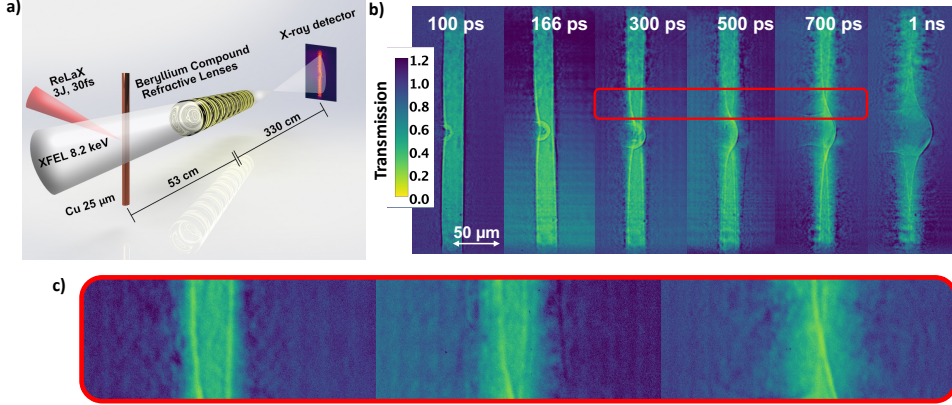 a)
X-ray detector
Beryllium Compound
Refractive Lenses
ReLaX
3J, 30fs
XFEL 8.2 keV
330 cm
53 cm
Cu 25 µm
b)
100 ps
166 ps
300 ps
500 ps
700 ps
1 ns
Transmission
1.2
1.0
0.8
0.6
0.4
0.2
0.0
50 µm
c)